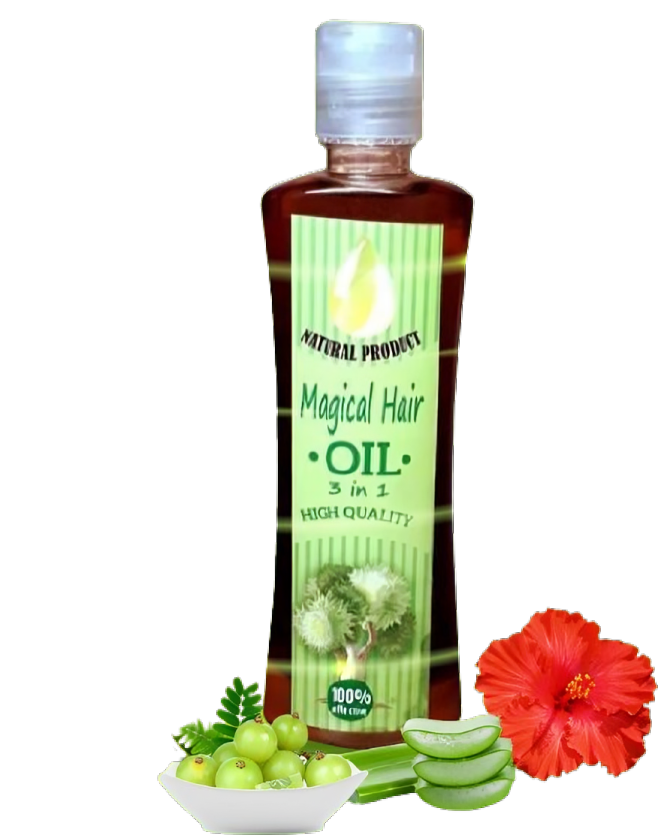 NATURAL PRODUCT
Magical Hair
•OIL•
3 in 1
HIGH QUALITY
100%